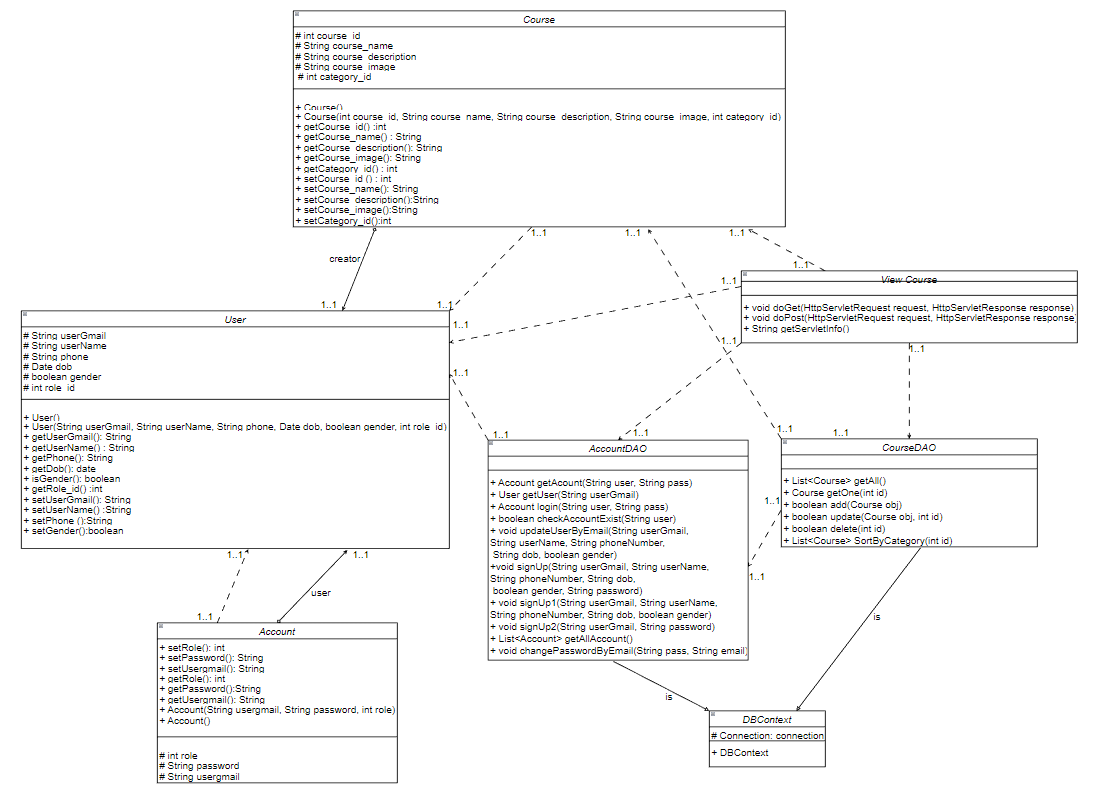 Course
# int course_id
# String course_name
# String course_description
# String course_image
# int category_id
+ Course()
+ Course(int course_id, String course_name, String course_description, String course_image, int category_id)
+ getCourse_id() :int
+ getCourse_name() : String
+ getCourse_description(): String
+ getCourse_image(): String
+ getCategory_id() : int
+ setCourse_id () : int
+ setCourse_name(): String
+ setCourse_description():String
+ setCourse_image():String
+ setCategory_id():int
1..1
1..1
1..1
creator
1..1
1..1
1..1
1..1
View Course
+ void doGet(HttpServletRequest request, HttpServletResponse response)
+ void doPost(HttpServletRequest request, HttpServletResponse response)
+ String getServletInfo()
User
# String userGmail
# String userName
# String phone
# Date dob
# boolean gender
# int role_id
+ User()
+ User(String userGmail, String userName, String phone, Date dob, boolean gender, int role_id)
+ getUserGmail(): String
+ getUserName() : String
+ getPhone(): String
+ getDob(): date
+ isGender(): boolean
+ getRole_id() :int
+ setUserGmail(): String
+ setUserName() :String
+ setPhone ():String
+ setGender():boolean
1..1
1..1
1..1
1..1
1..1
1..1
1..1
1..1
AccountDAO
+ Account getAcount(String user, String pass)
+ User getUser(String userGmail)
+ Account login(String user, String pass)
+ boolean checkAccountExist(String user)
+ void updateUserByEmail(String userGmail,
String userName, String phoneNumber,
String dob, boolean gender)
+void signUp(String userGmail, String userName,
String phoneNumber, String dob,
boolean gender, String password)
+ void signUp1(String userGmail, String userName,
String phoneNumber, String dob, boolean gender)
+ void signUp2(String userGmail, String password)
+ List<Account> getAllAccount()
+ void changePasswordByEmail(String pass, String email)
CourseDAO
+ List<Course> getAll()
+ Course getOne(int id)
+ boolean add(Course obj)
+ boolean update(Course obj, int id)
+ boolean delete(int id)
+ List<Course> SortByCategory(int id)
1..1
1..1
1..1
1..1
user
1..1
is
is
Account
+ setRole(): int
+ setPassword(): String
+ setUsergmail(): String
+ getRole(): int
+ getPassword():String
+ getUsergmail(): String
+ Account(String usergmail, String password, int role)
+ Account()
# int role
# String password
# String usergmail
DBContext
# Connection: connection
+ DBContext